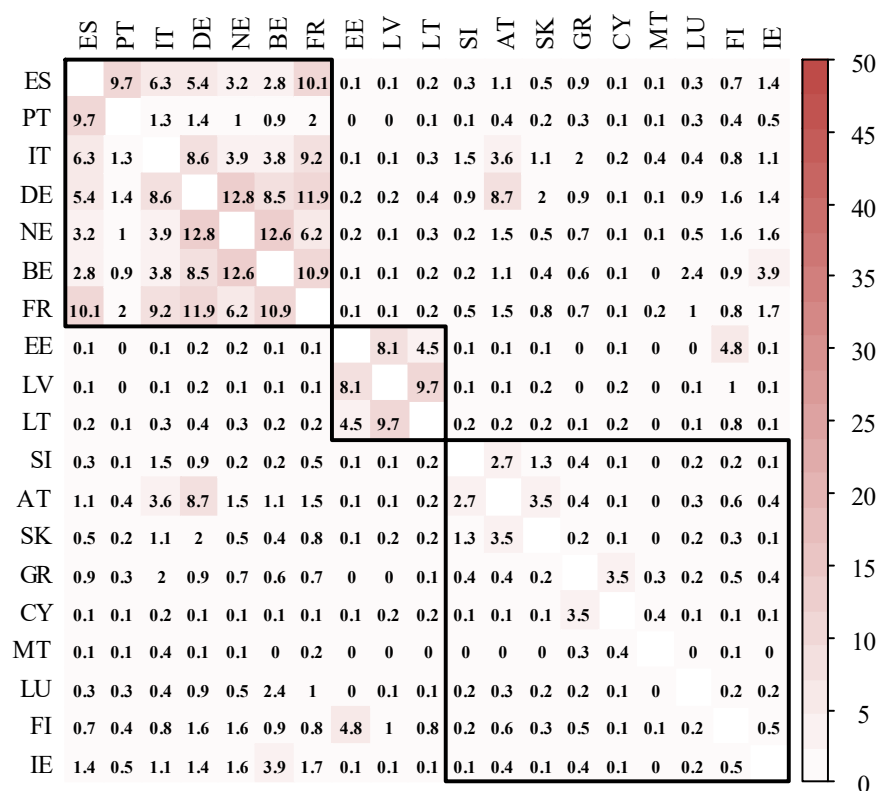 ES PT IT DE NE BE FR EE LV LT SI AT SK GR CY MT LU FI IE
ES 9.7 6.3 5.4 3.2 2.8 10.1 0.1 0.1 0.2 0.3 1.1 0.5 0.9 0.1 0.1 0.3 0.7 1.4
PT 9.7 1.3 1.4 1 0.9 2 0 0 0.1 0.1 0.4 0.2 0.3 0.1 0.1 0.3 0.4 0.5
IT 6.3 1.3 8.6 3.9 3.8 9.2 0.1 0.1 0.3 1.5 3.6 1.1 2 0.2 0.4 0.4 0.8 1.1
DE 5.4 1.4 8.6 12.8 8.5 11.9 0.2 0.2 0.4 0.9 8.7 2 0.9 0.1 0.1 0.9 1.6 1.4
NE 3.2 1 3.9 12.8 12.6 6.2 0.2 0.1 0.3 0.2 1.5 0.5 0.7 0.1 0.1 0.5 1.6 1.6
BE 2.8 0.9 3.8 8.5 12.6 10.9 0.1 0.1 0.2 0.2 1.1 0.4 0.6 0.1 0 2.4 0.9 3.9
FR 10.1 2 9.2 11.9 6.2 10.9 0.1 0.1 0.2 0.5 1.5 0.8 0.7 0.1 0.2 1 0.8 1.7
EE 0.1 0 0.1 0.2 0.2 0.1 0.1 8.1 4.5 0.1 0.1 0.1 0 0.1 0 0 4.8 0.1
LV 0.1 0 0.1 0.2 0.1 0.1 0.1 8.1 9.7 0.1 0.1 0.2 0 0.2 0 0.1 1 0.1
LT 0.2 0.1 0.3 0.4 0.3 0.2 0.2 4.5 9.7 0.2 0.2 0.2 0.1 0.2 0 0.1 0.8 0.1
SI 0.3 0.1 1.5 0.9 0.2 0.2 0.5 0.1 0.1 0.2 2.7 1.3 0.4 0.1 0 0.2 0.2 0.1
AT 1.1 0.4 3.6 8.7 1.5 1.1 1.5 0.1 0.1 0.2 2.7 3.5 0.4 0.1 0 0.3 0.6 0.4
SK 0.5 0.2 1.1 2 0.5 0.4 0.8 0.1 0.2 0.2 1.3 3.5 0.2 0.1 0 0.2 0.3 0.1
GR 0.9 0.3 2 0.9 0.7 0.6 0.7 0 0 0.1 0.4 0.4 0.2 3.5 0.3 0.2 0.5 0.4
CY 0.1 0.1 0.2 0.1 0.1 0.1 0.1 0.1 0.2 0.2 0.1 0.1 0.1 3.5 0.4 0.1 0.1 0.1
MT 0.1 0.1 0.4 0.1 0.1 0 0.2 0 0 0 0 0 0 0.3 0.4 0 0.1 0
LU 0.3 0.3 0.4 0.9 0.5 2.4 1 0 0.1 0.1 0.2 0.3 0.2 0.2 0.1 0 0.2 0.2
FI 0.7 0.4 0.8 1.6 1.6 0.9 0.8 4.8 1 0.8 0.2 0.6 0.3 0.5 0.1 0.1 0.2 0.5
IE 1.4 0.5 1.1 1.4 1.6 3.9 1.7 0.1 0.1 0.1 0.1 0.4 0.1 0.4 0.1 0 0.2 0.5
50
45
40
35
30
25
20
15
10
5
0